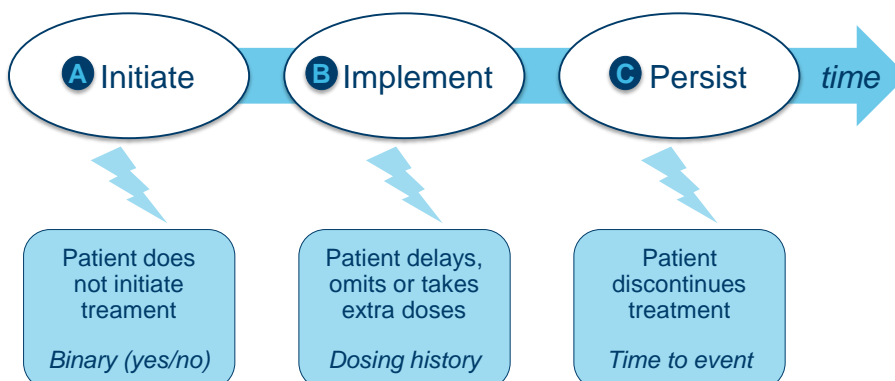 A Initiate
B Implement
C Persist
time
Patient does
not initiate
treament
Binary (yes/no)
Patient delays,
omits or takes
extra doses
Dosing history
Patient
discontinues
treatment
Time to event